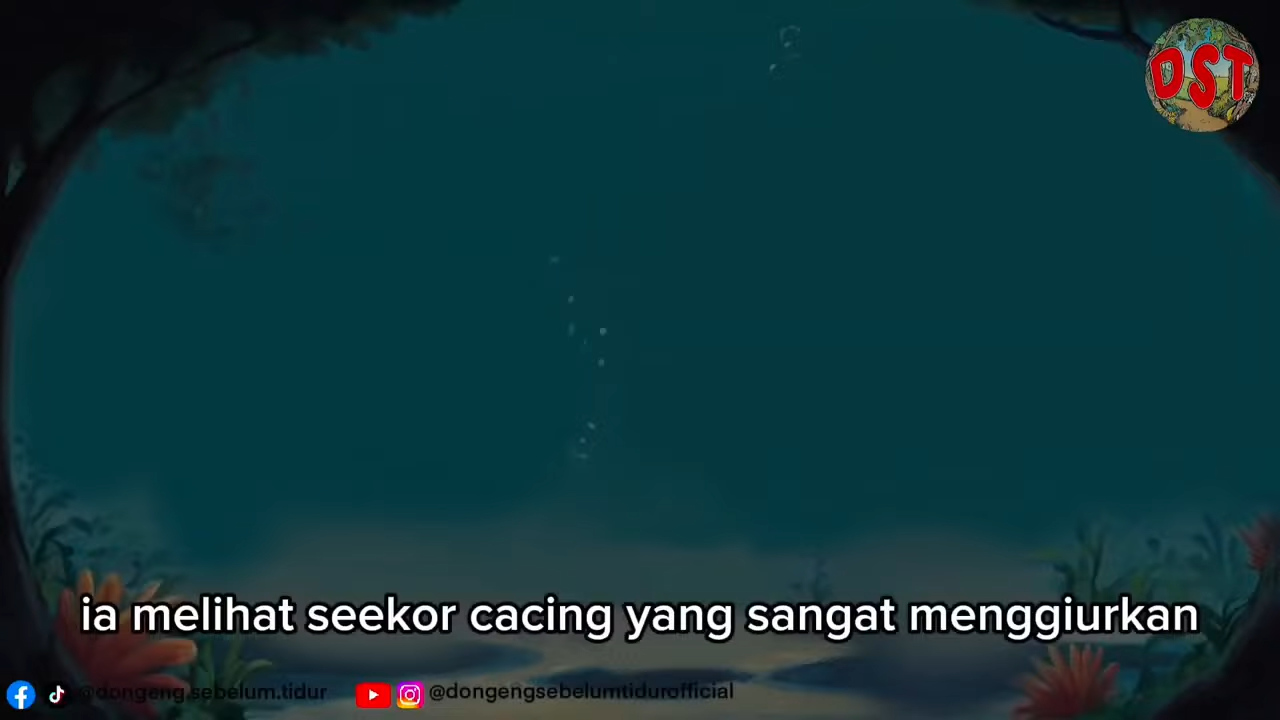 DST
ia melihat seekor cacing yang sangat menggiurkan
@dongeng.sebelum.tidur @dongengsebelumtidurofficial